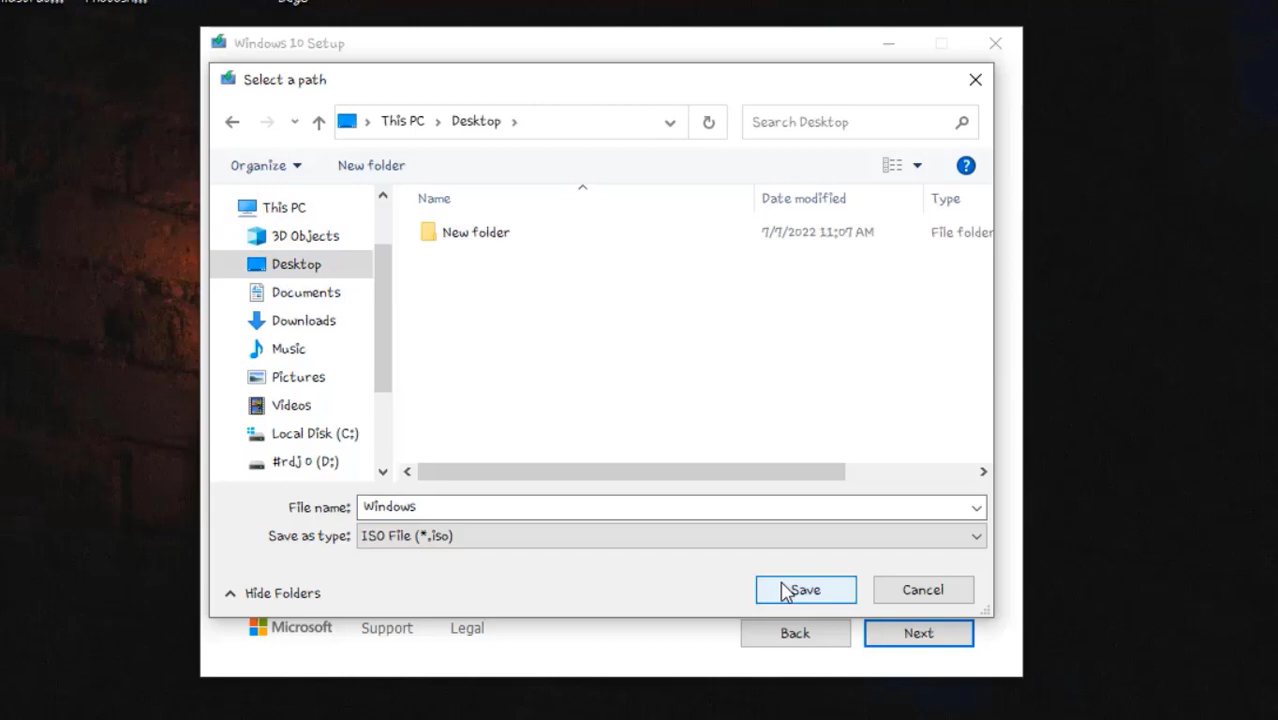 Days
Windows 10 Setup
Select a path
This PC > Desktop >
Search Desktop
Organize
New folder
Name
Date modified
Type
This PC
3D Objects
Desktop
Documents
Downloads
Music
Pictures
Videos
Local Disk (C:)
#rdj 0 (D:)
New folder
7/7/2022 11:07 AM
File folder
File name: Windows
Save as type: ISO File (*.iso)
Hide Folders
Save
Cancel
Microsoft
Support
Legal
Back
Next